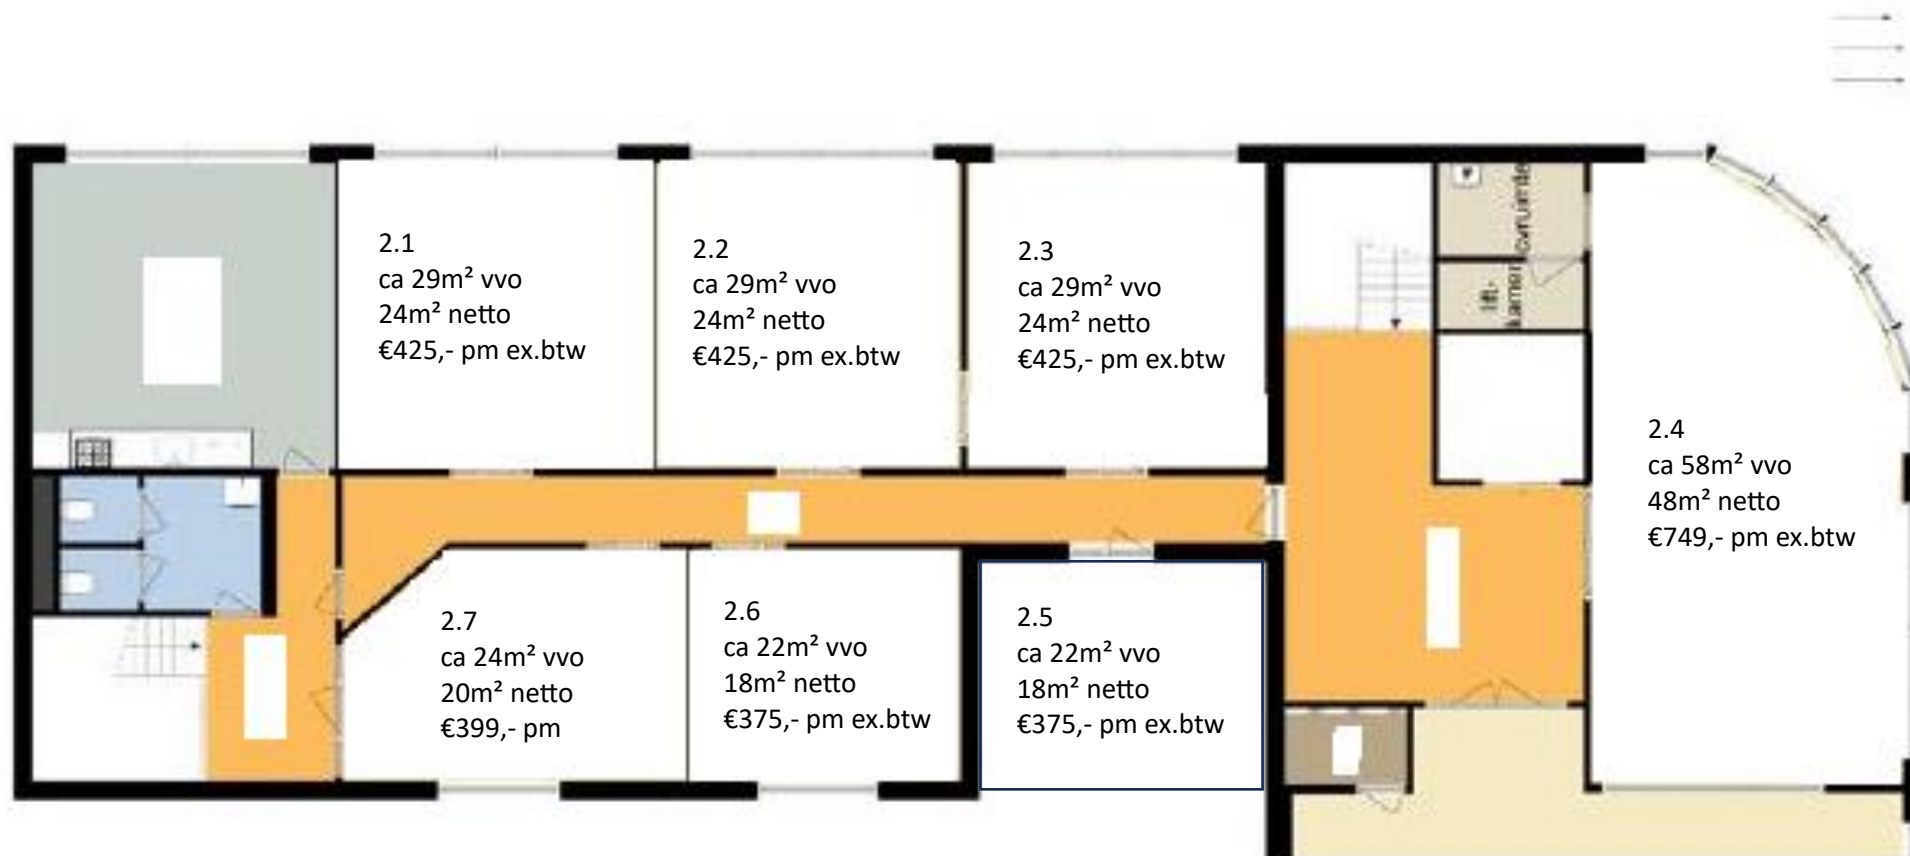 2.1
ca 29m² vvo
24m² netto
€425,- pm ex.btw
2.2
ca 29m² vvo
24m² netto
€425,- pm ex.btw
2.3
ca 29m² vvo
24m² netto
€425,- pm ex.btw
lift-
kamer
cvruimte
2.4
ca 58m² vvo
48m² netto
€749,- pm ex.btw
2.7
ca 24m² vvo
20m² netto
€399,- pm
2.6
ca 22m² vvo
18m² netto
€375,- pm ex.btw
2.5
ca 22m² vvo
18m² netto
€375,- pm ex.btw